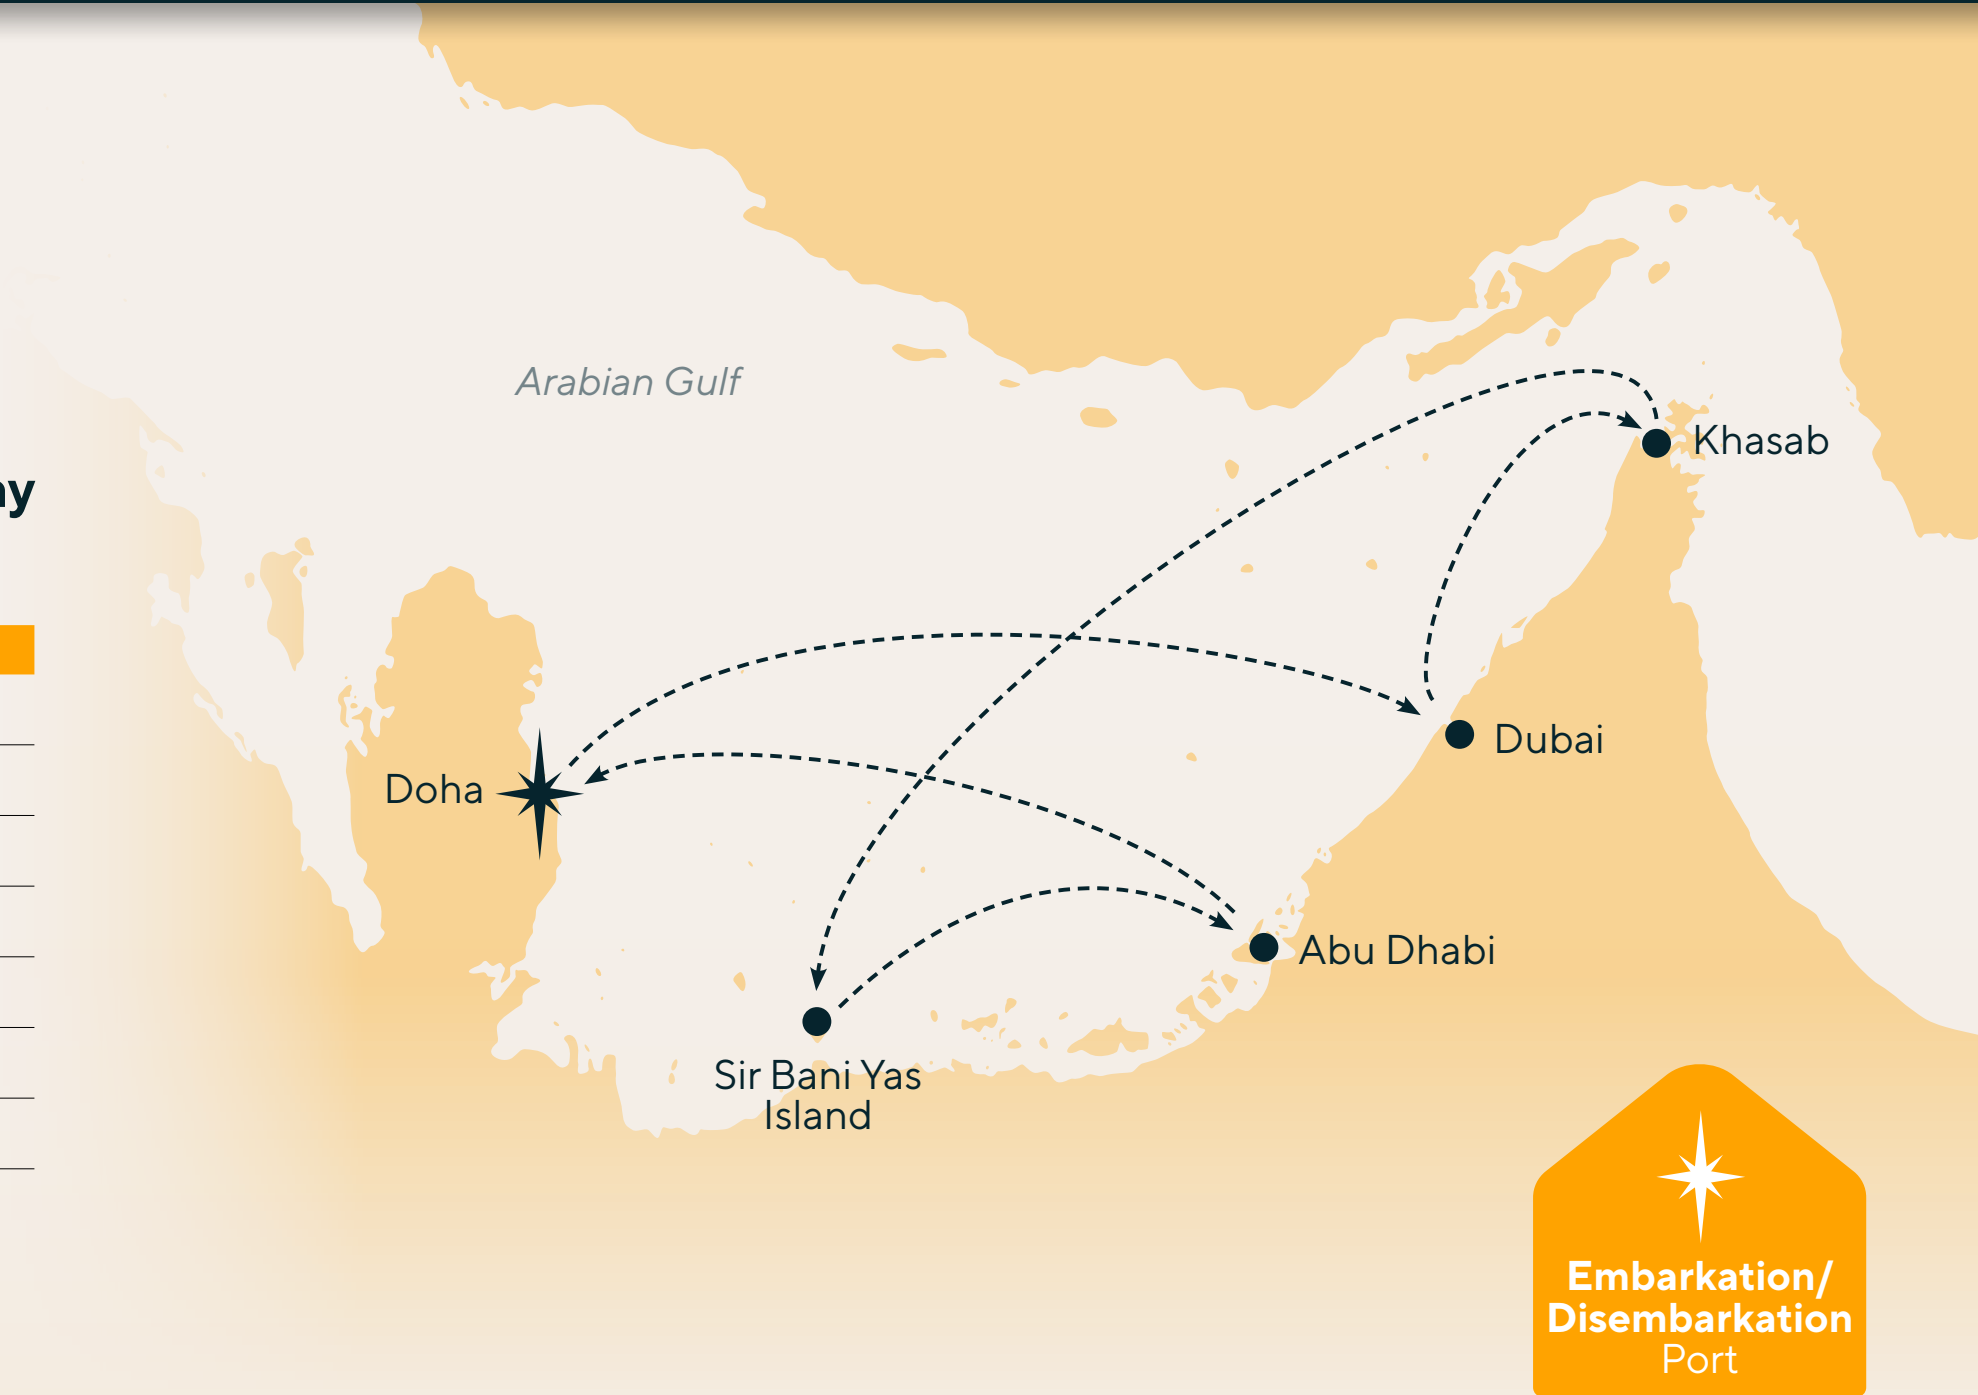 Arabian Gulf
Khasab
Dubai
Doha
Abu Dhabi
Sir Bani Yas
Island
Embarkation/
Disembarkation
Port